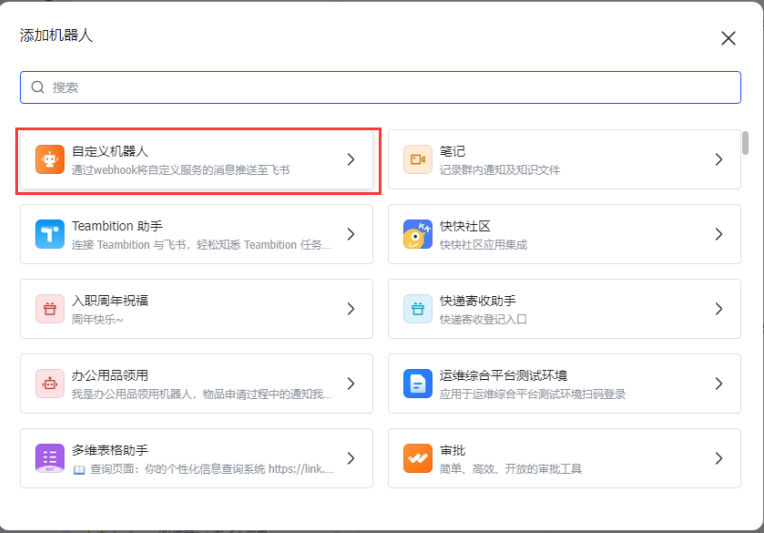 添加机器人
搜索
自定义机器人
通过webhook将自定义服务的消息推送至飞书
笔记
记录群内通知及知识文件
Teambition 助手
连接 Teambition 与飞书，轻松知悉 Teambition 任务...
快快社区
快快社区应用集成
入职周年祝福
周年快乐~
快递寄收助手
快递寄收登记入口
办公用品领用
我是办公用品领用机器人，物品申请过程中的通知我...
运维综合平台测试环境
应用于运维综合平台测试环境扫码登录
多维表格助手
📖 查询页面：你的个性化信息查询系统 https://link....
审批
简单、高效、开放的审批工具